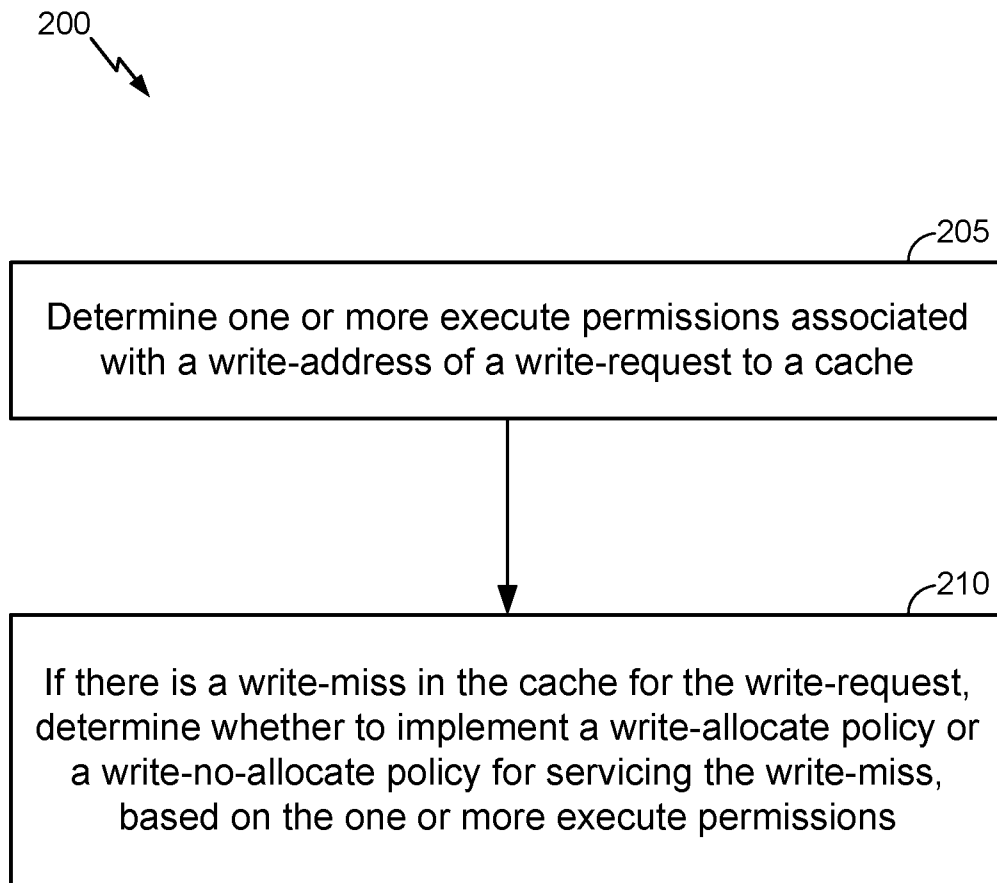 200
205
Determine one or more execute permissions associated
with a write-address of a write-request to a cache
210
If there is a write-miss in the cache for the write-request,
determine whether to implement a write-allocate policy or
a write-no-allocate policy for servicing the write-miss,
based on the one or more execute permissions